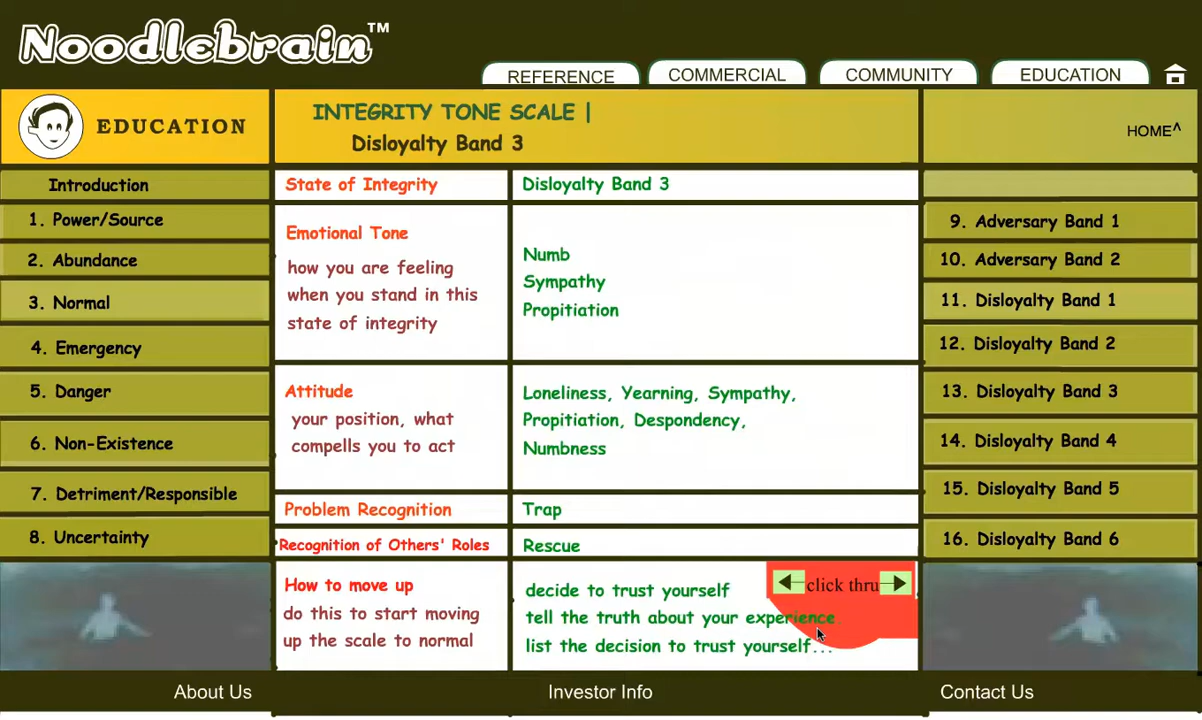 Noodlebrain™
REFERENCE
COMMERCIAL
COMMUNITY
EDUCATION
EDUCATION
INTEGRITY TONE SCALE |
Disloyalty Band 3
HOME^
Introduction
1. Power/Source
2. Abundance
3. Normal
4. Emergency
5. Danger
6. Non-Existence
7. Detriment/Responsible
8. Uncertainty
State of Integrity
Disloyalty Band 3
Emotional Tone
how you are feeling
when you stand in this
state of integrity
Numb
Sympathy
Propitiation
Attitude
your position, what
compells you to act
Loneliness, Yearning, Sympathy,
Propitiation, Despondency,
Numbness
Problem Recognition
Trap
Recognition of Others' Roles
Rescue
How to move up
do this to start moving
up the scale to normal
decide to trust yourself
tell the truth about your experience
list the decision to trust yourself...
click thru
9. Adversary Band 1
10. Adversary Band 2
11. Disloyalty Band 1
12. Disloyalty Band 2
13. Disloyalty Band 3
14. Disloyalty Band 4
15. Disloyalty Band 5
16. Disloyalty Band 6
About Us
Investor Info
Contact Us